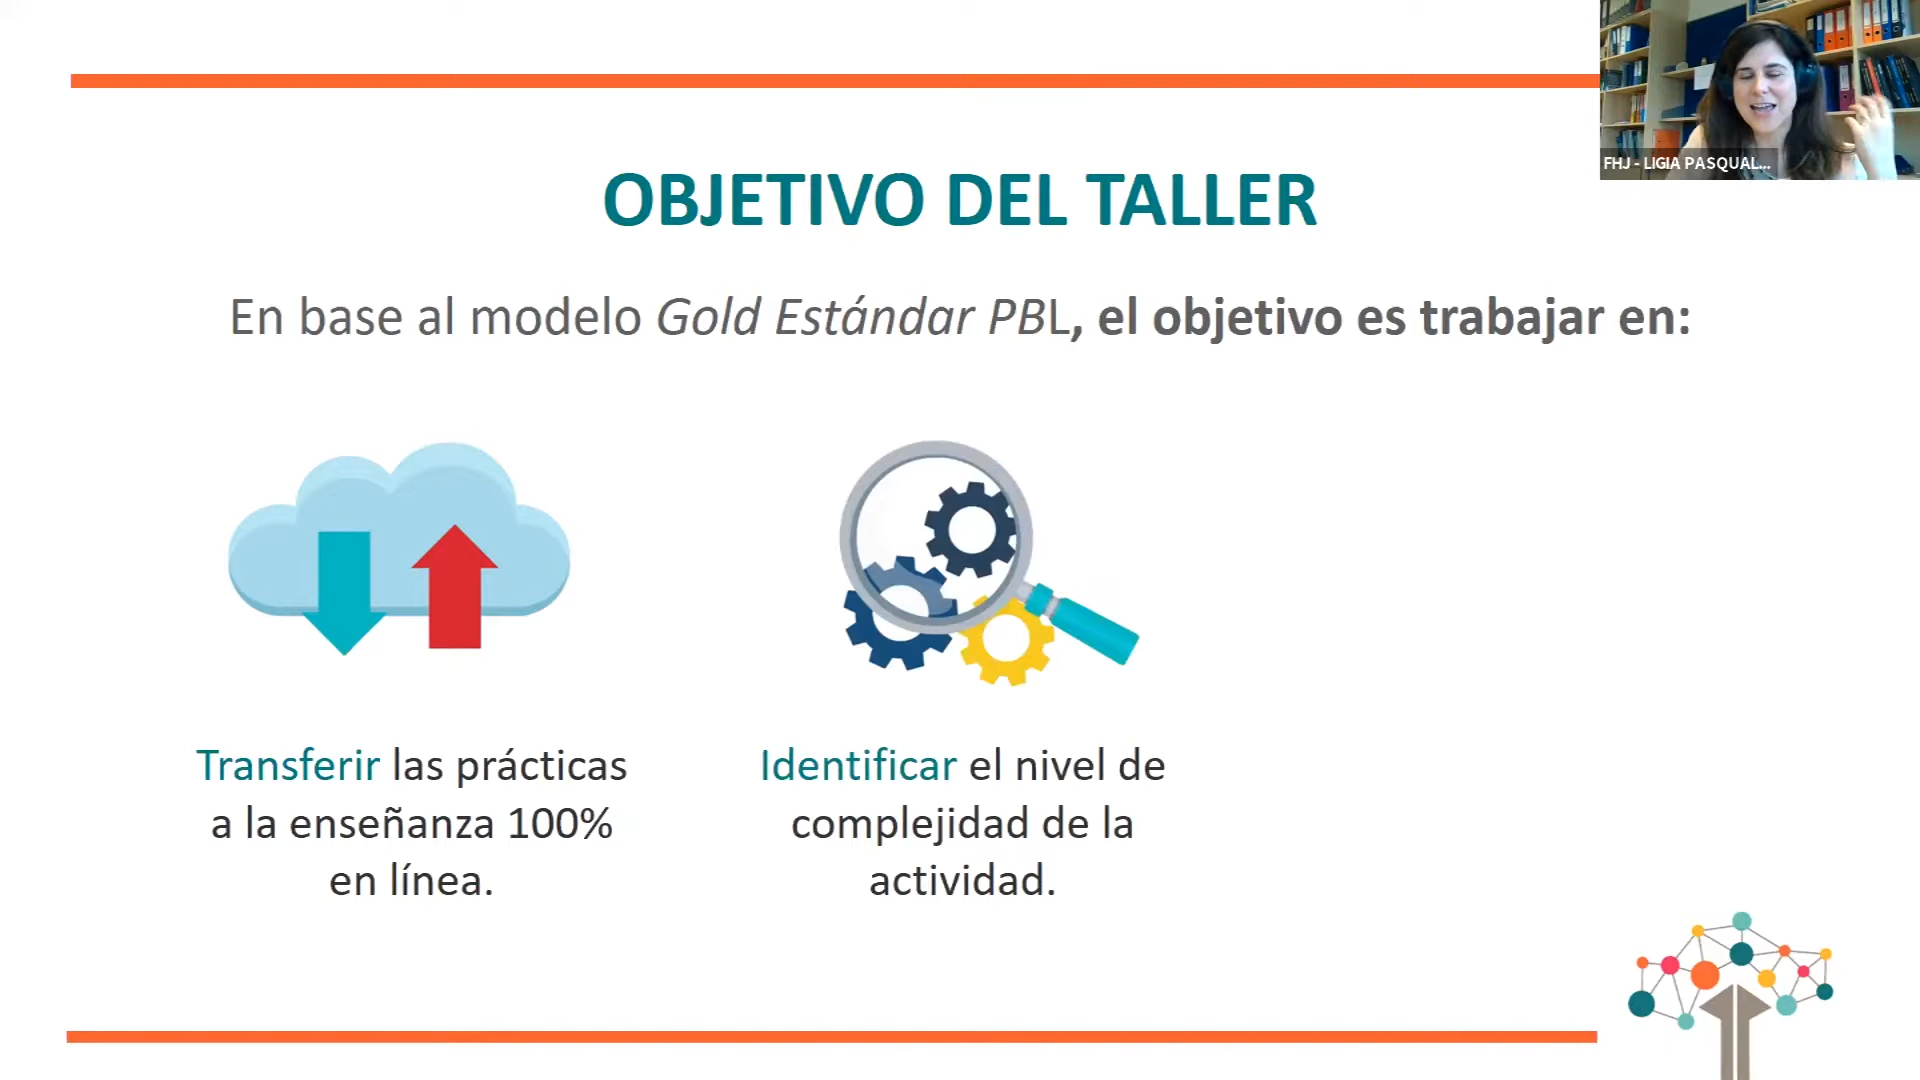 FHJ - LIGIA PASQUAL...
OBJETIVO DEL TALLER
En base al modelo Gold Estándar PBL, el objetivo es trabajar en:
Transferir las prácticas
a la enseñanza 100%
en línea.
Identificar el nivel de
complejidad de la
actividad.